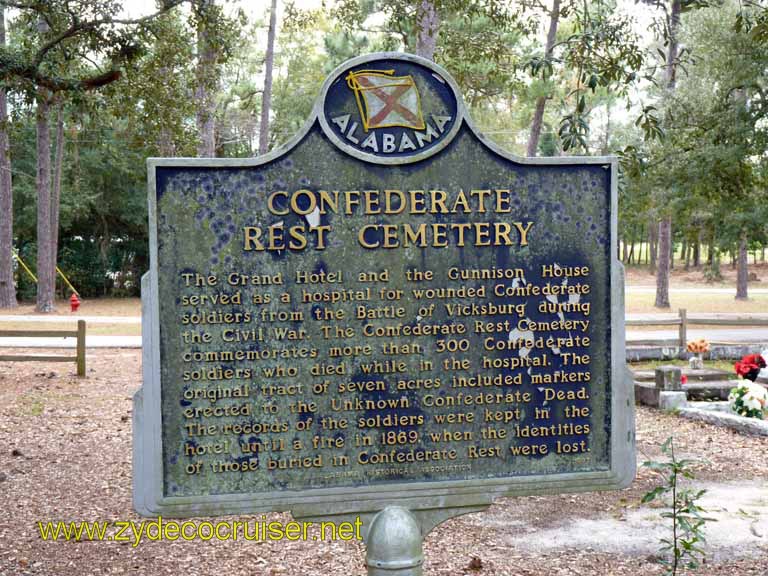 ALABAMA
CONFEDERATE
REST CEMETERY
The Grand Hotel and the Gunnison House
served as a hospital for wounded Confederate
soldiers from the Battle of Vicksburg during
the Civil War. The Confederate Rest Cemetery
commemorates more than 300 Confederate
soldiers who died while in the hospital. The
original tract of seven acres included markers
erected to the Unknown Confederate Dead.
The records of the soldiers were kept in the
hotel until a fire in 1869, when the identities
of those buried in Confederate Rest were lost.
ALABAMA HISTORICAL ASSOCIATION
www.zydecocruiser.net